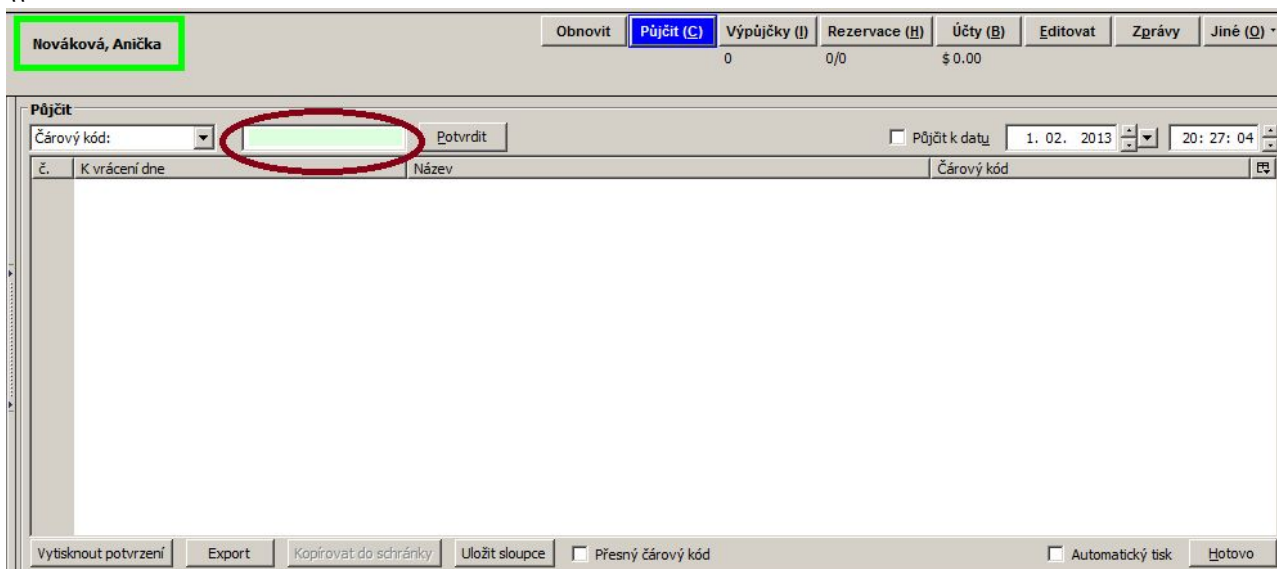 Nováková, Anička
Obnovit Půjčit (C) Výpůjčky (I) Rezervace (H) Účty (B) Editovat Zprávy Jiné (O)
0 0/0 $ 0.00
Půjčit
Čárový kód: Potvrdit Půjčit k datu 1. 02. 2013 20: 27: 04
č. K vrácení dne Název Čárový kód
Vytisknout potvrzení Export Kopírovat do schránky Uložit sloupce Přesný čárový kód Automatický tisk Hotovo